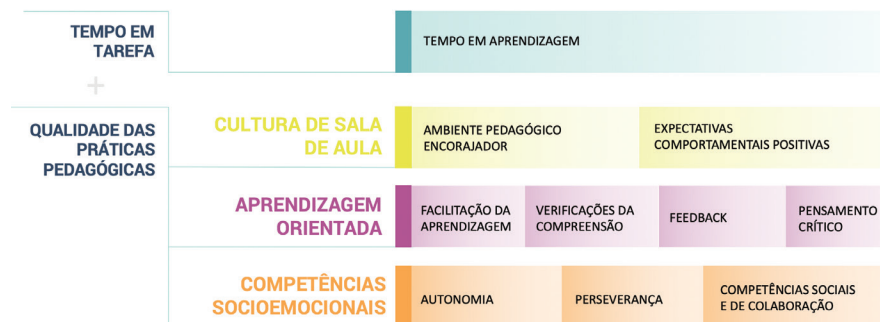 TEMPO EM
TAREFA
TEMPO EM APRENDIZAGEM
+
QUALIDADE DAS
PRÁTICAS
PEDAGÓGICAS
CULTURA DE SALA
DE AULA
AMBIENTE PEDAGÓGICO
ENCORAJADOR
EXPECTATIVAS
COMPORTAMENTAIS POSITIVAS
APRENDIZAGEM
ORIENTADA
FACILITAÇÃO DA
APRENDIZAGEM
VERIFICAÇÕES DA
COMPREENSÃO
FEEDBACK
PENSAMENTO
CRÍTICO
COMPETÊNCIAS
SOCIOEMOCIONAIS
AUTONOMIA
PERSEVERANÇA
COMPETÊNCIAS SOCIAIS
E DE COLABORAÇÃO